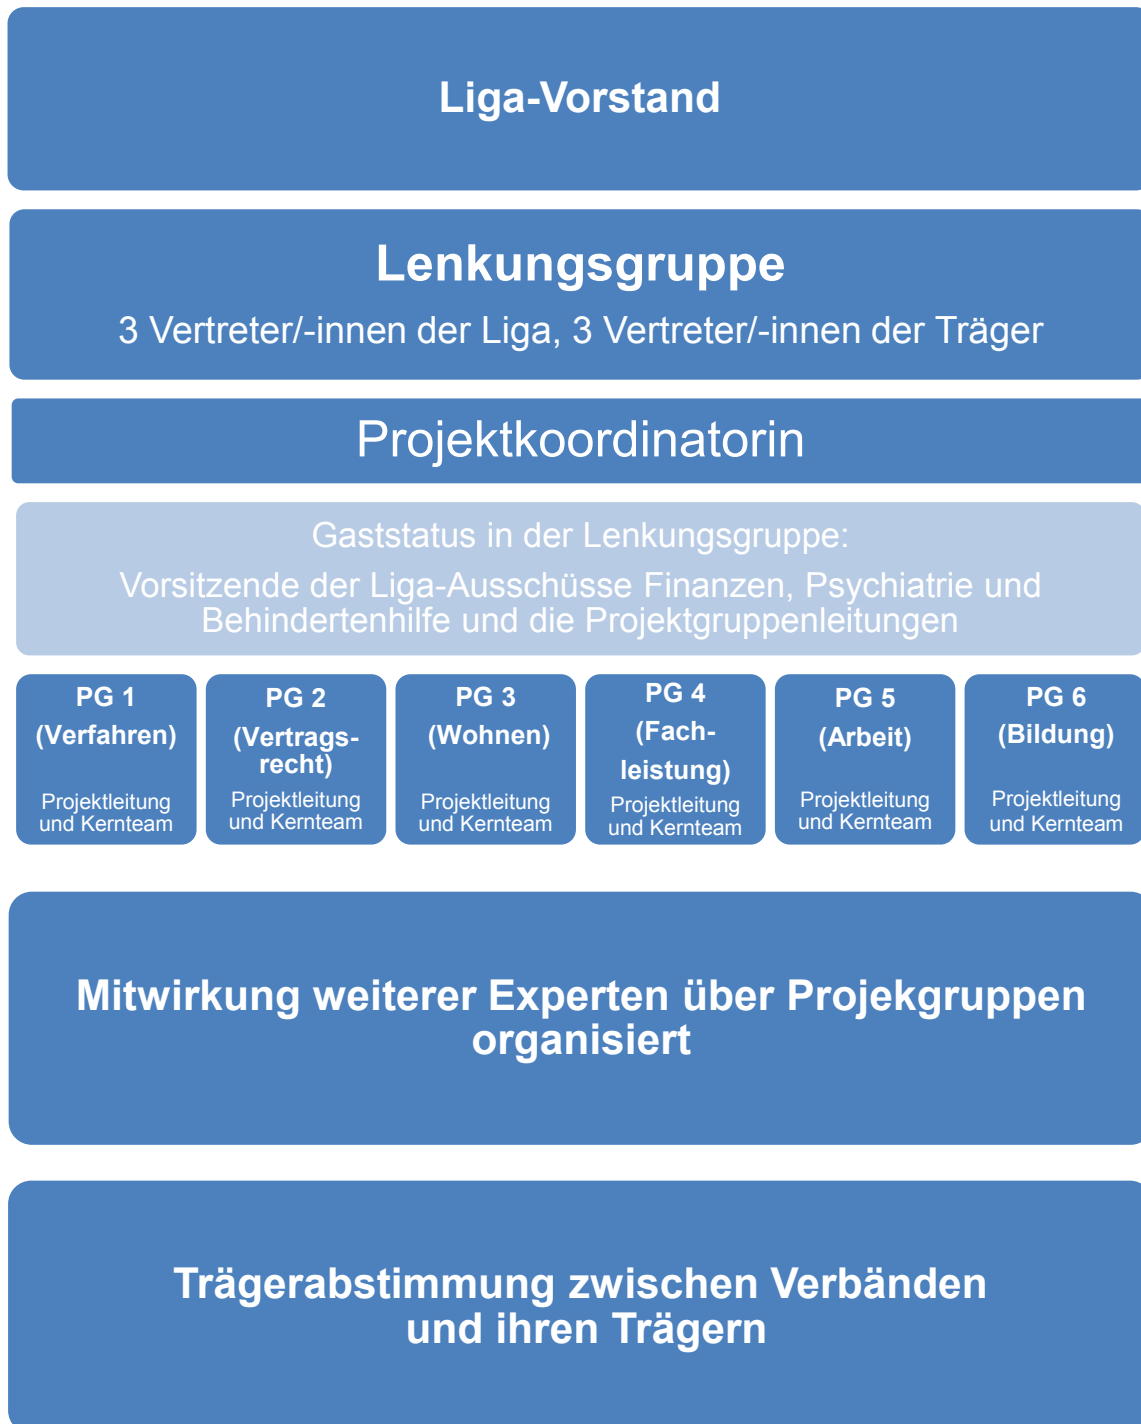 Liga-Vorstand
Lenkungsgruppe
3 Vertreter/-innen der Liga, 3 Vertreter/-innen der Träger
Projektkoordinatorin
Gaststatus in der Lenkungsgruppe:
Vorsitzende der Liga-Ausschüsse Finanzen, Psychiatrie und
Behindertenhilfe und die Projektgruppenleitungen
PG 1
(Verfahren)
Projektleitung
und Kernteam
PG 2
(Vertrags-
recht)
Projektleitung
und Kernteam
PG 3
(Wohnen)
Projektleitung
und Kernteam
PG 4
(Fach-
leistung)
Projektleitung
und Kernteam
PG 5
(Arbeit)
Projektleitung
und Kernteam
PG 6
(Bildung)
Projektleitung
und Kernteam
Mitwirkung weiterer Experten über Projekgruppen
organisiert
Trägerabstimmung zwischen Verbänden
und ihren Trägern